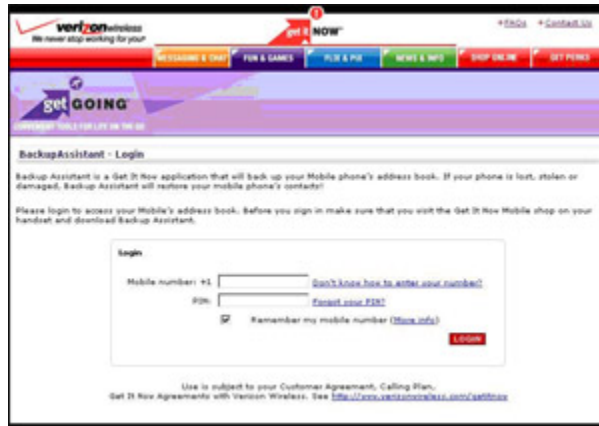 verizonwireless
We never stop working for you®
get it NOW
+FAQs +Contact Us
MESSAGING & CHAT FUN & GAMES FLIX & PIX NEWS & INFO SHOP ONLINE GET PERKS
get GOING
CONVENIENT TOOLS FOR LIFE ON THE GO
BackupAssistant - Login
Backup Assistant is a Get It Now application that will back up your Mobile phone's address book. If your phone is lost, stolen or
damaged, Backup Assistant will restore your mobile phone's contacts!
Please login to access your Mobile's address book. Before you sign in make sure that you visit the Get It Now Mobile shop on your
handset and download Backup Assistant.
Login
Mobile number: +1 Don't know how to enter your number?
PIN: Forgot your PIN?
Remember my mobile number (More info)
LOGIN
Use is subject to your Customer Agreement, Calling Plan,
Get It Now Agreements with Verizon Wireless. See http://www.verizonwireless.com/getitnow